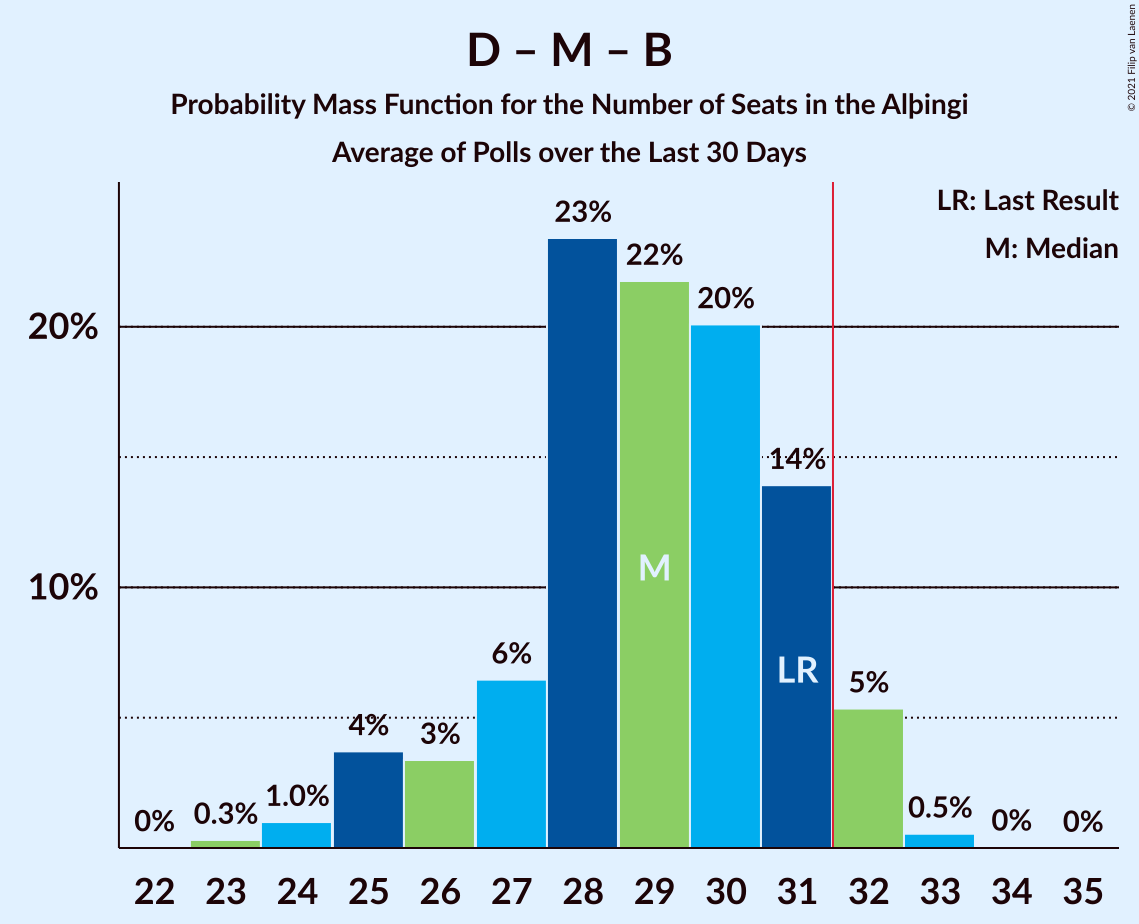 D – M – B
Probability Mass Function for the Number of Seats in the Alþingi
Average of Polls over the Last 30 Days
© 2021 Filip van Laenen
LR: Last Result
M: Median
23%
22%
20%
20%
14%
M
10%
LR
6%
5%
4%
3%
1.0%
0.3%
0%
0.5%
0%
0%
22 23 24 25 26 27 28 29 30 31 32 33 34 35